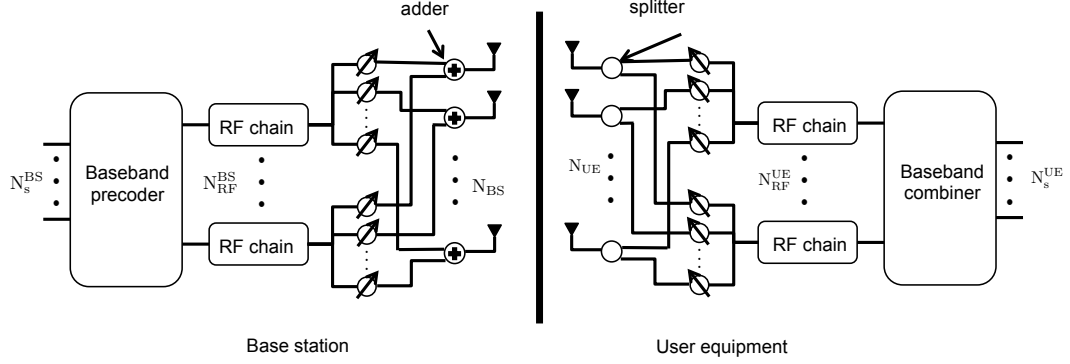 adder
splitter
RF chain
RF chain
Baseband
precoder
N_s^BS
N_RF^BS
N_BS
N_UE
N_RF^UE
Baseband
combiner
N_s^UE
RF chain
RF chain
Base station
User equipment